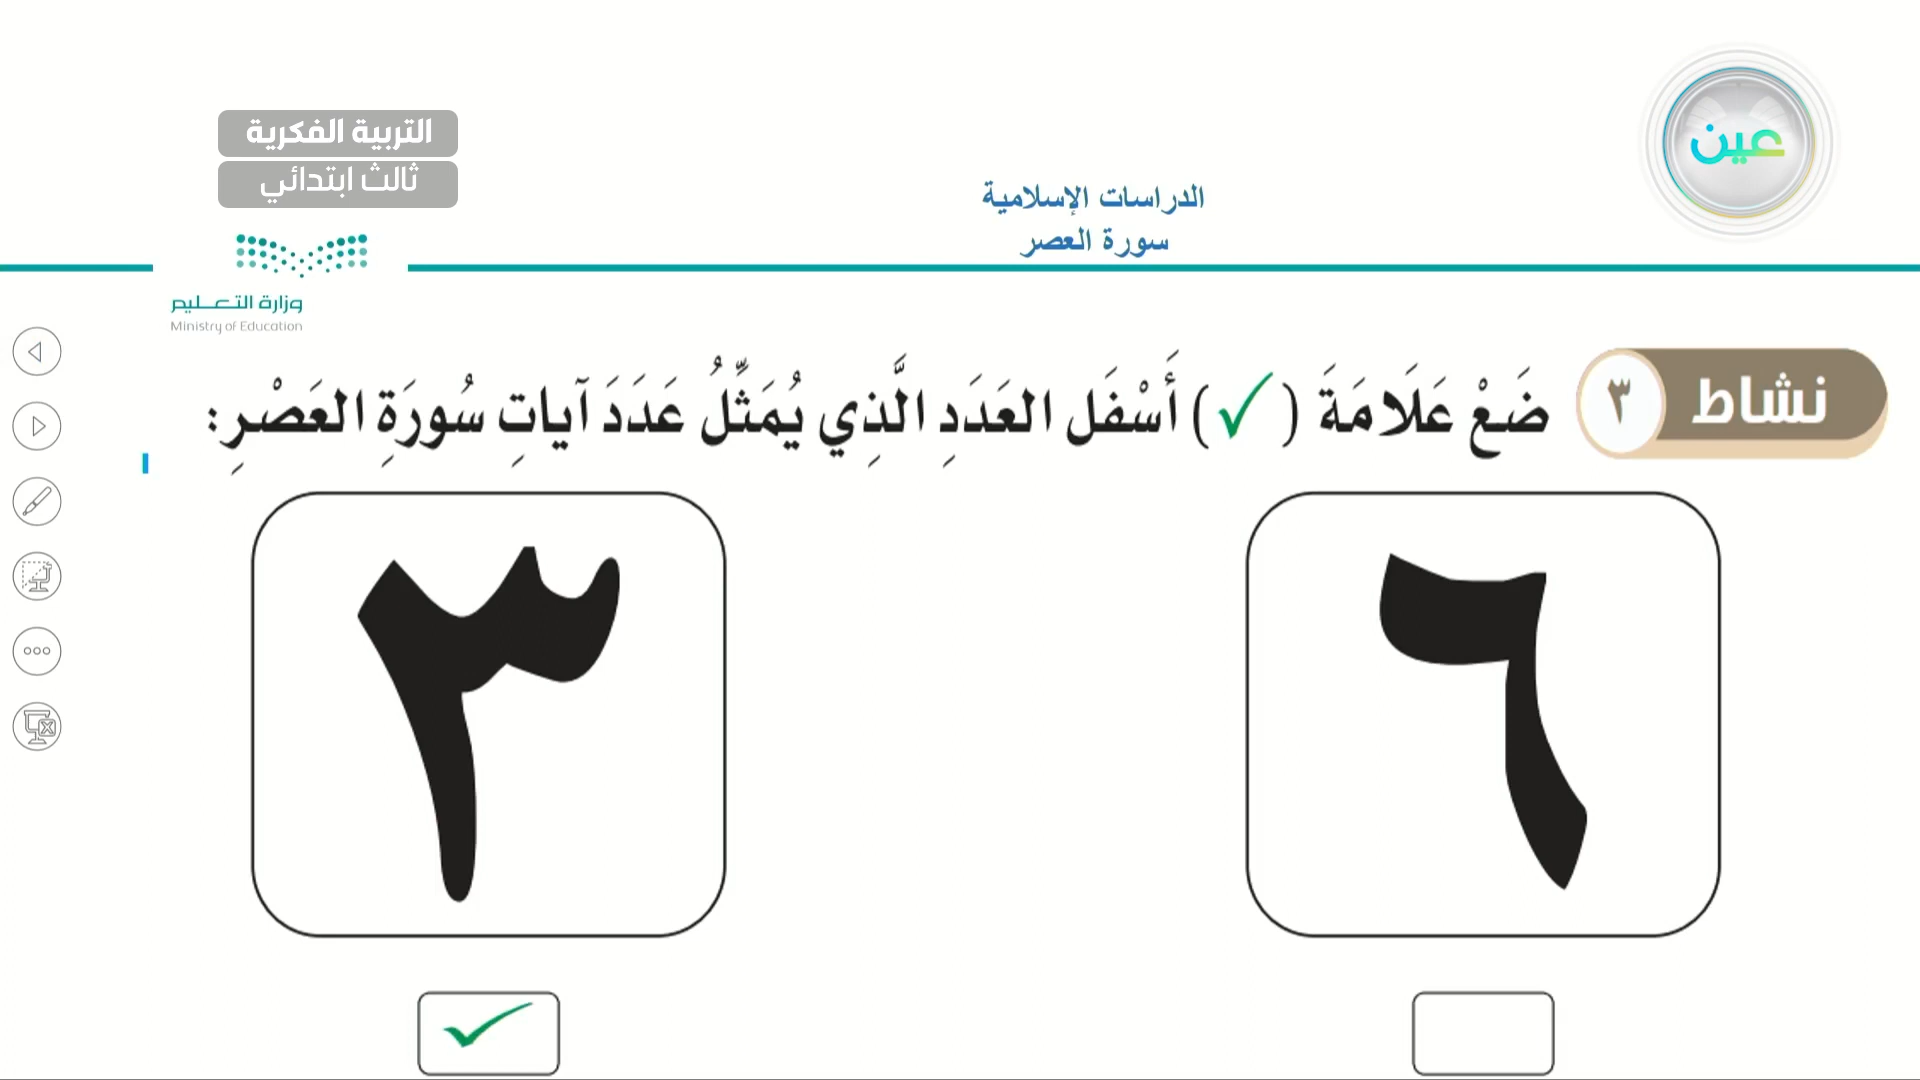 عين
التربية الفكرية
ثالث ابتدائي
الدراسات الإسلامية
سورة العصر
وزارة التعليم
Ministry of Education
نشاط ٣
ضَعْ عَلَامَةَ (✓) أَسْفَل العَدَدِ الَّذِي يُمَثِّلُ عَدَدَ آيَاتِ سُورَةِ العَصْرِ:
٦
٣